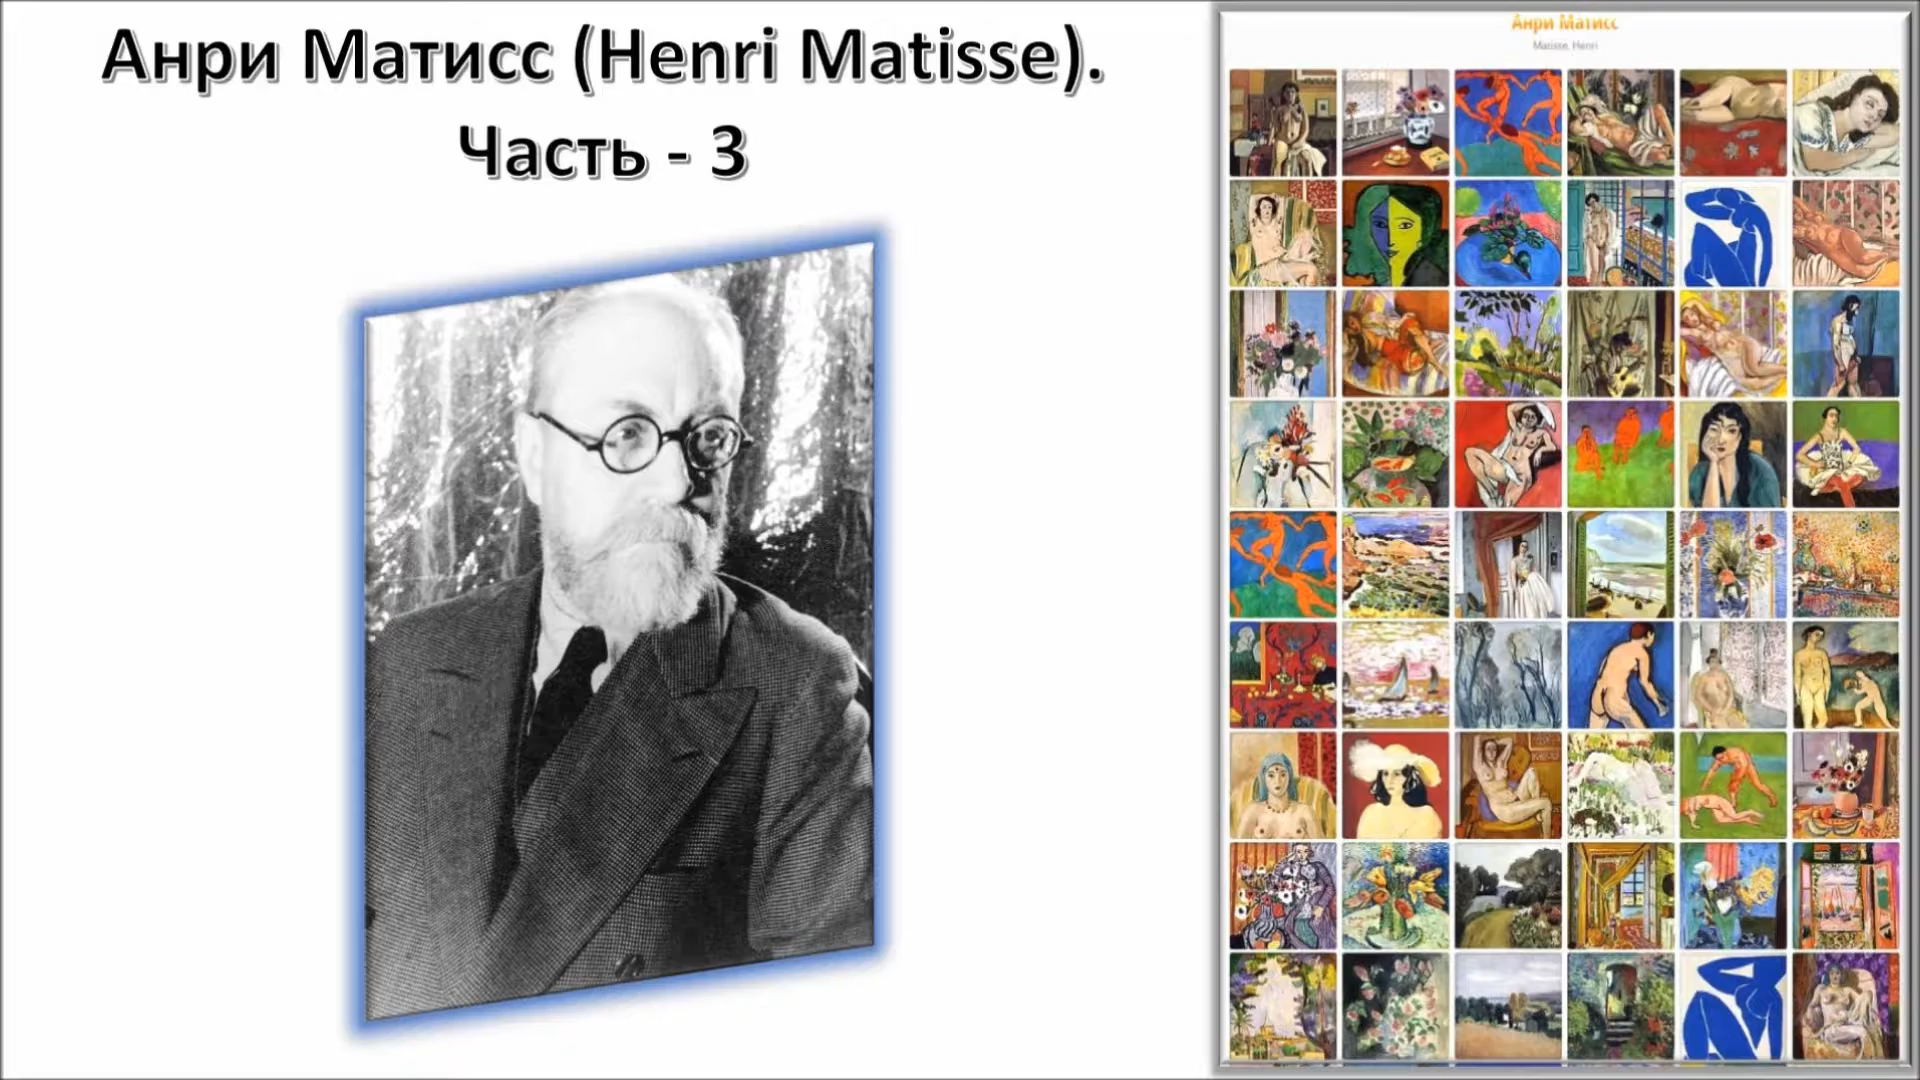 Анри Матисс (Henri Matisse).
Часть - 3
Анри Матисс
Matisse, Henri